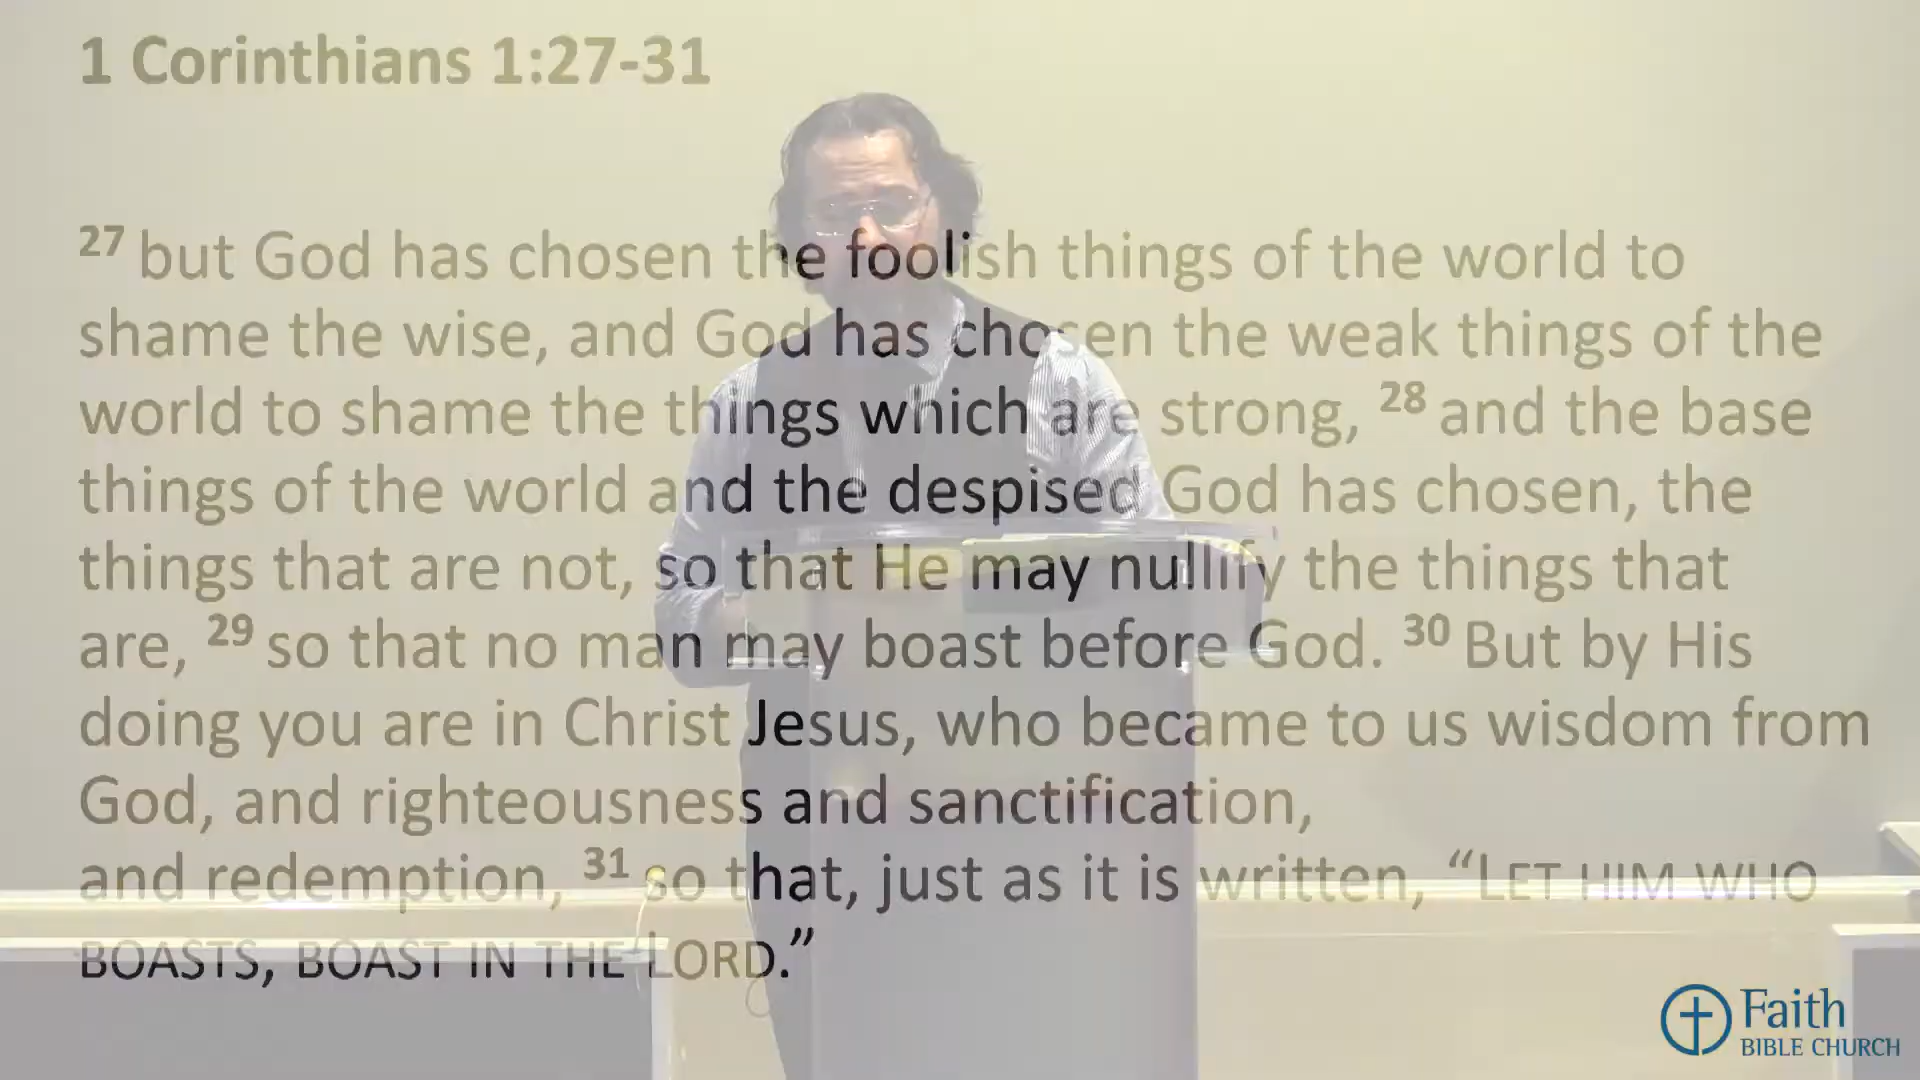 1 Corinthians 1:27-31
27 but God has chosen the foolish things of the world to
shame the wise, and God has chosen the weak things of the
world to shame the things which are strong, 28 and the base
things of the world and the despised God has chosen, the
things that are not, so that He may nullify the things that
are, 29 so that no man may boast before God. 30 But by His
doing you are in Christ Jesus, who became to us wisdom from
God, and righteousness and sanctification,
and redemption, 31 so that, just as it is written, “LET HIM WHO
BOASTS, BOAST IN THE LORD.”
Faith
BIBLE CHURCH